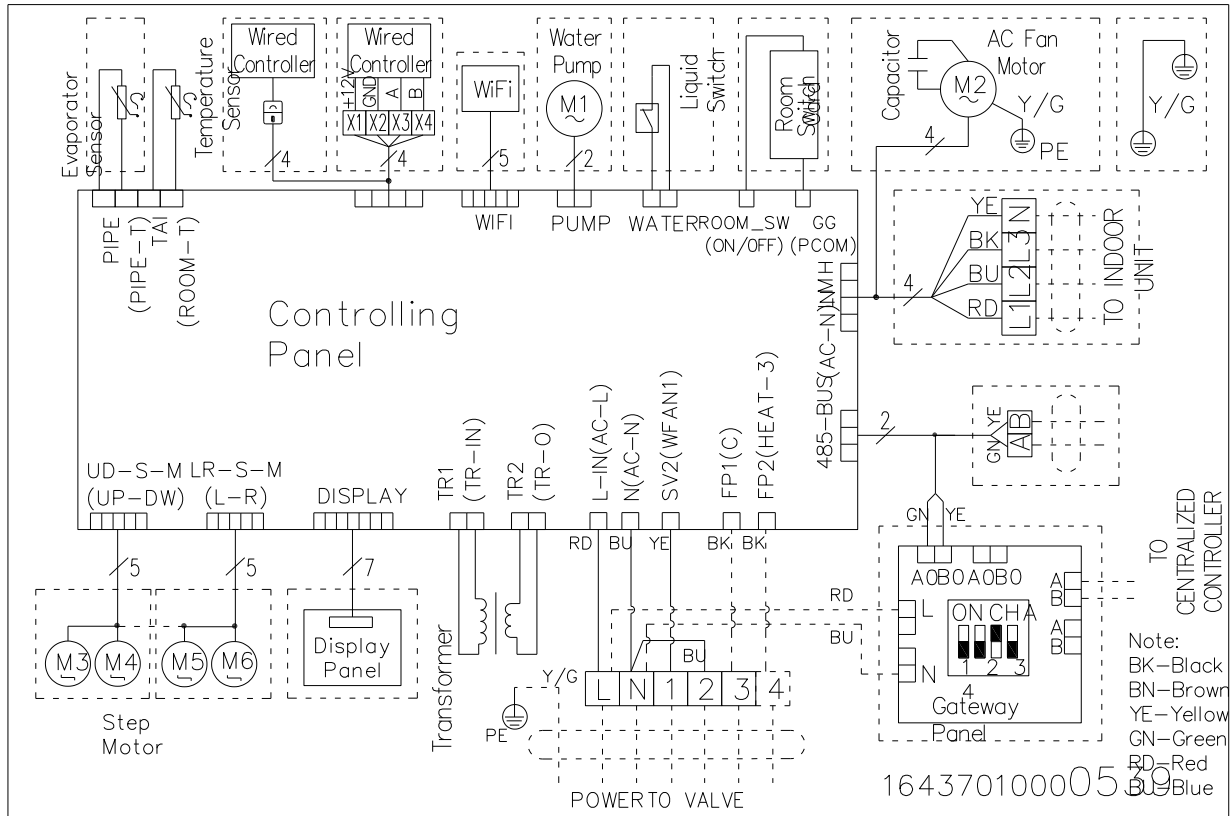 Evaporator
Sensor
Temperature
Sensor
Wired
Controller
4
Wired
Controller
+12V
GND
A
B
X1 X2 X3 X4
4
WiFi
5
Water
Pump
M1
2
Liquid
Switch
Room
Switch
Capacitor
AC Fan
Motor
M2
Y/G
4
PE
Y/G
PIPE
(PIPE-T)
TAI
(ROOM-T)
WIFI
PUMP
WATER
ROOM_SW
(ON/OFF)
GG
(PCOM)
H
M
L
N(AC-N)
485-BUS
Controlling
Panel
4
YE
BK
BU
RD
N
L3
L2
L1
TO INDOOR
UNIT
2
YE
GN
B
A
UD-S-M
(UP-DW)
LR-S-M
(L-R)
DISPLAY
TR1
(TR-IN)
TR2
(TR-O)
L-IN(AC-L)
N(AC-N)
SV2(WFAN1)
FP1(C)
FP2(HEAT-3)
5
5
7
RD
BU
YE
BK
BK
GN
YE
M3
M4
M5
M6
Step
Motor
Display
Panel
Transformer
RD
BU
BU
Y/G
PE
L N 1 2 3 4
POWER TO VALVE
A0B0 A0B0
L
N
ON CHA
1 2 3
4
A
B
A
B
Gateway
Panel
TO
CENTRALIZED
CONTROLLER
Note:
BK-Black
BN-Brown
YE-Yellow
GN-Green
RD-Red
BU-Blue
16437010000539